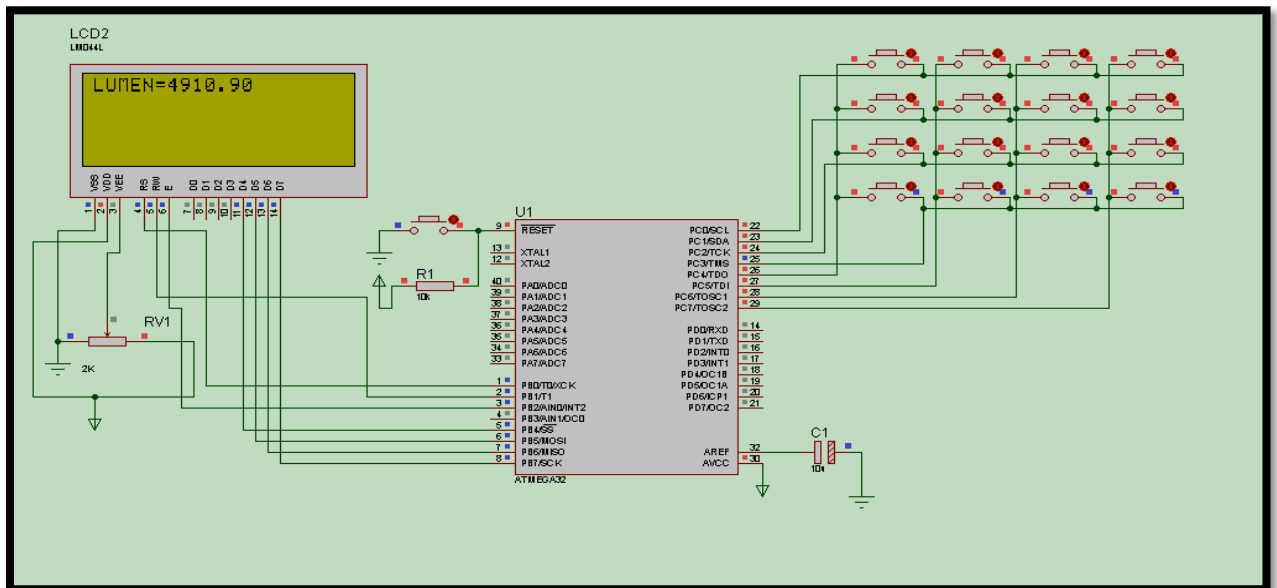 LCD2
LM044L
LUMEN=4910.90
VSS
VDD
VEE
RS
RW
E
D0
D1
D2
D3
D4
D5
D6
D7
1
2
3
4
5
6
7
8
9
10
11
12
13
14
RV1
2K
R1
10k
U1
9 RESET
13 XTAL1
12 XTAL2
40 PA0/ADC0
39 PA1/ADC1
38 PA2/ADC2
37 PA3/ADC3
36 PA4/ADC4
35 PA5/ADC5
34 PA6/ADC6
33 PA7/ADC7
1 PB0/T0/XCK
2 PB1/T1
3 PB2/AIN0/INT2
4 PB3/AIN1/OC0
5 PB4/SS
6 PB5/MOSI
7 PB6/MISO
8 PB7/SCK
PC0/SCL 22
PC1/SDA 23
PC2/TCK 24
PC3/TMS 25
PC4/TDO 26
PC5/TDI 27
PC6/TOSC1 28
PC7/TOSC2 29
PD0/RXD 14
PD1/TXD 15
PD2/INT0 16
PD3/INT1 17
PD4/OC1B 18
PD5/OC1A 19
PD6/ICP1 20
PD7/OC2 21
AREF 32
AVCC 30
ATMEGA32
C1